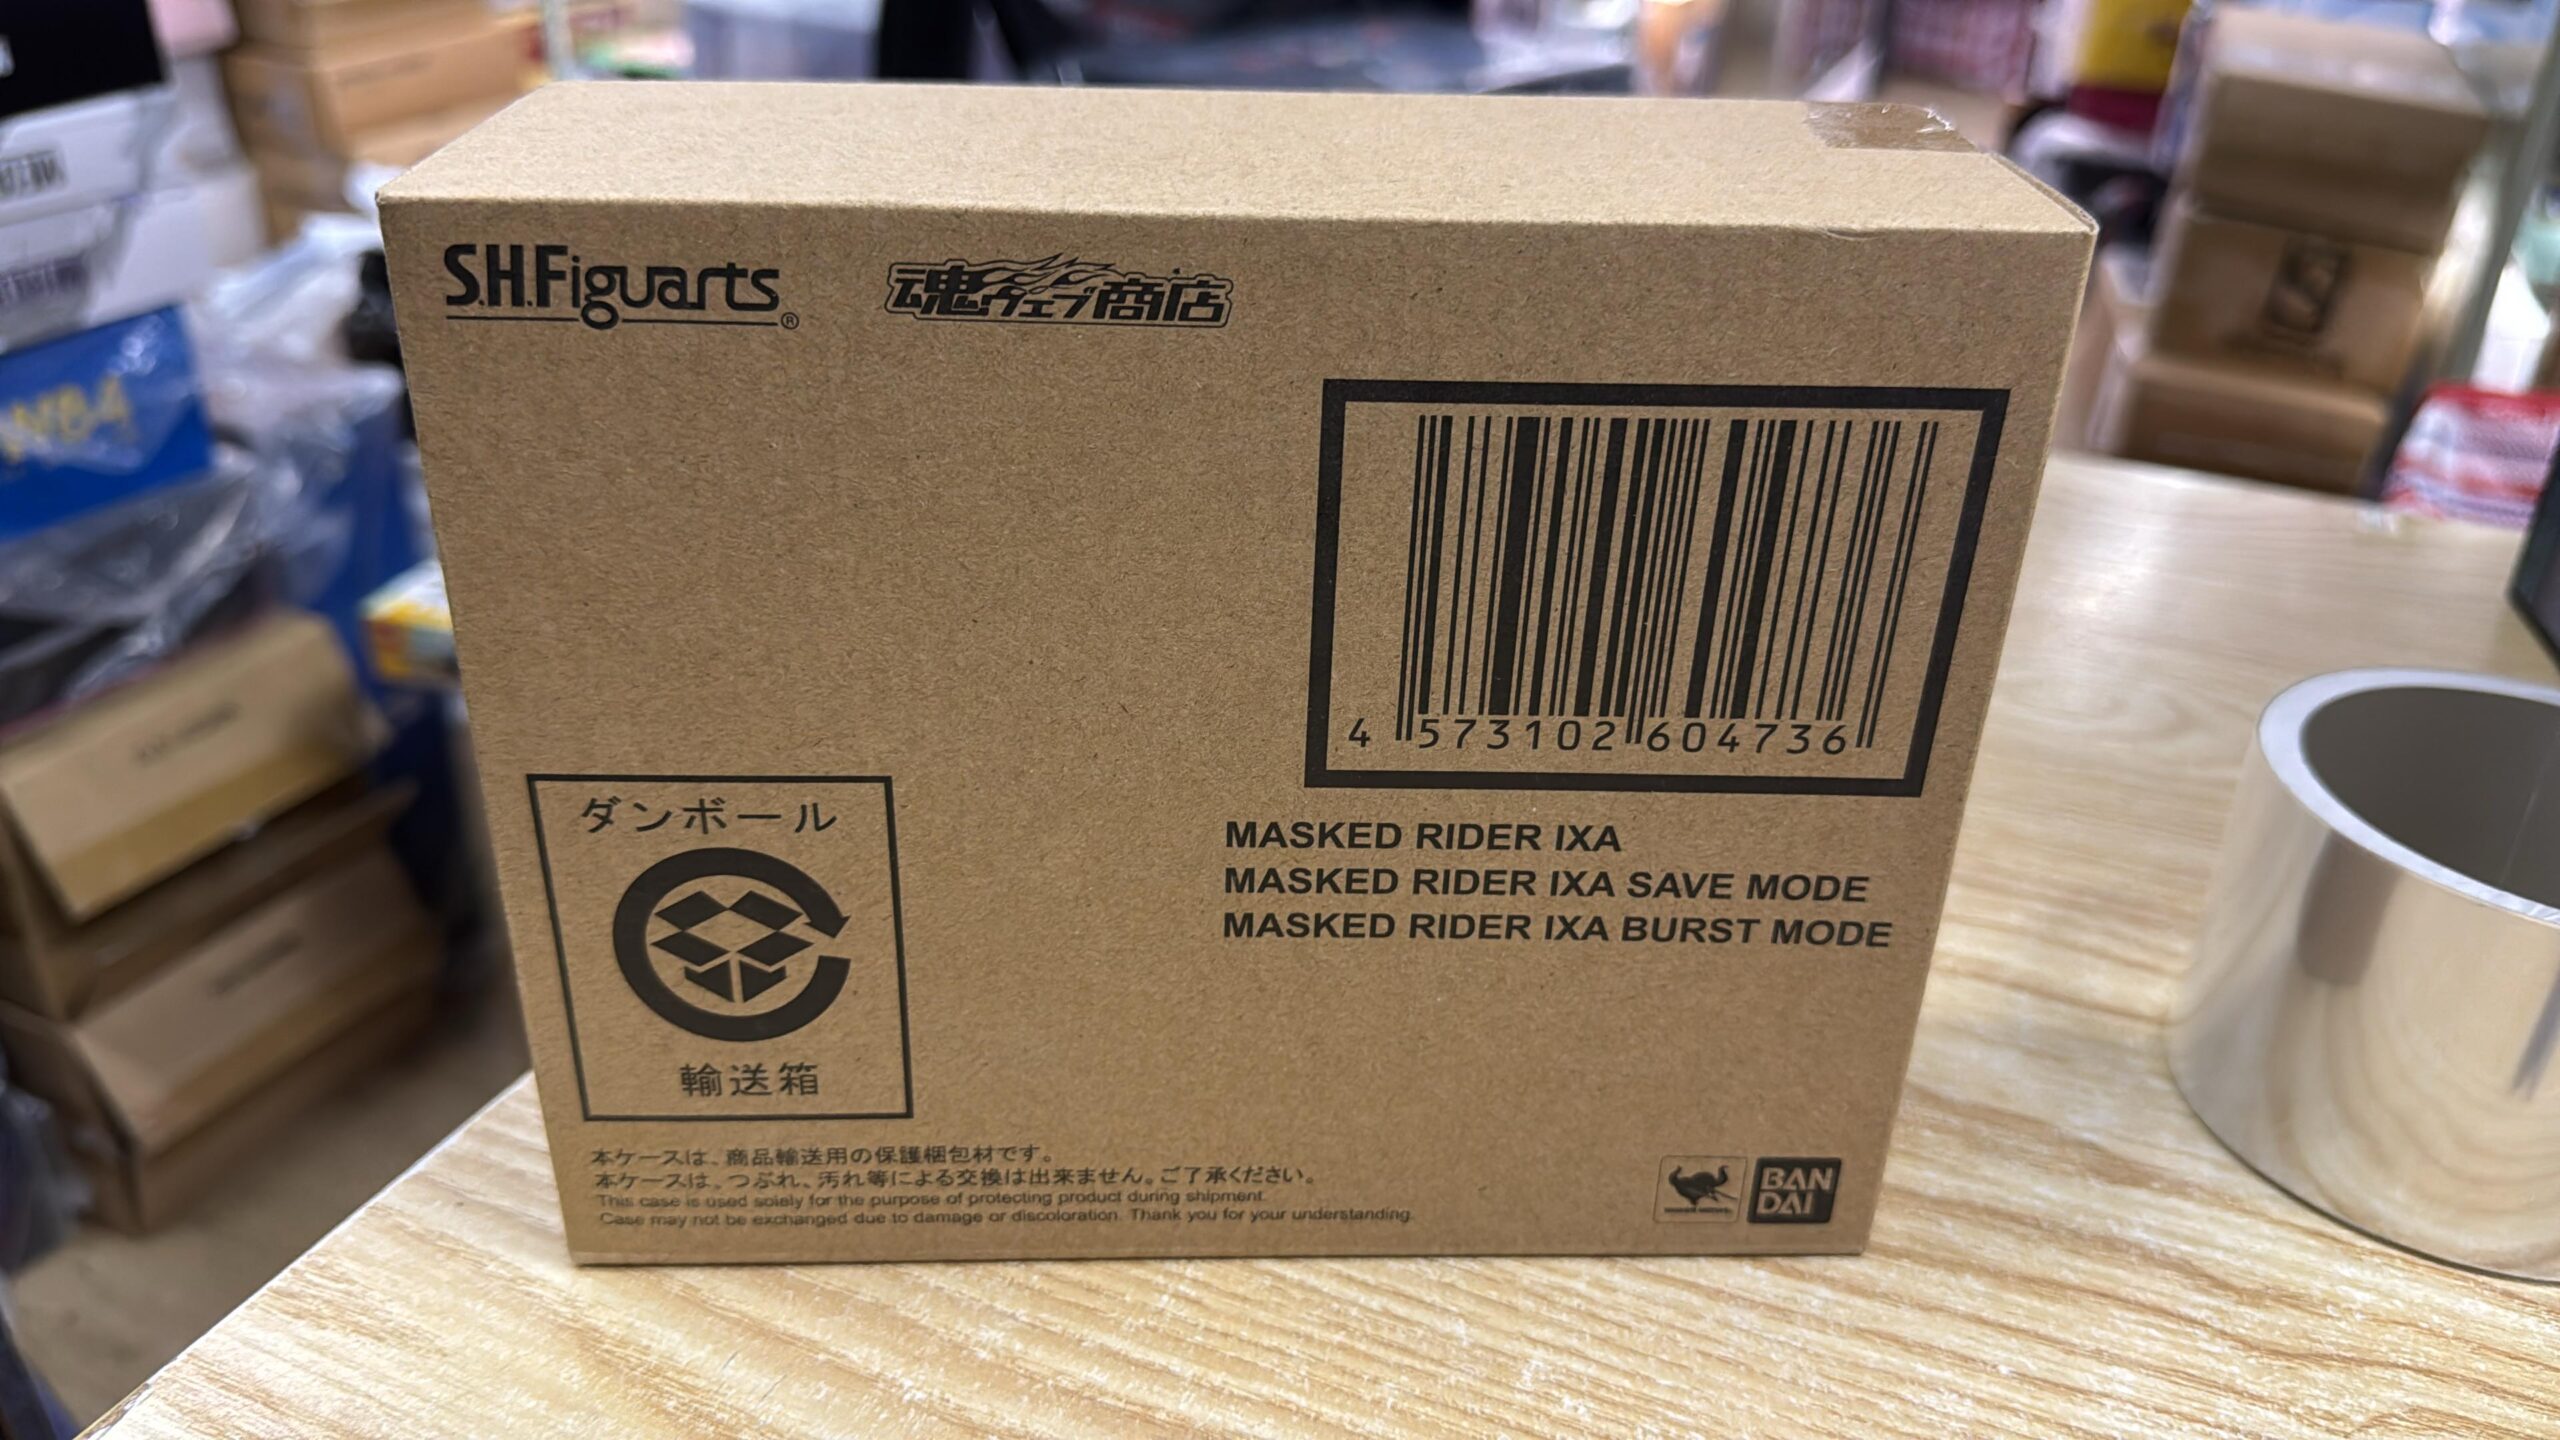 S.H.Figuarts®
魂ウェブ商店
4 573102 604736
MASKED RIDER IXA
MASKED RIDER IXA SAVE MODE
MASKED RIDER IXA BURST MODE
ダンボール
輸送箱
本ケースは、商品輸送用の保護梱包材です。
本ケースは、つぶれ、汚れ等による交換は出来ません。ご了承ください。
This case is used solely for the purpose of protecting product during shipment.
Case may not be exchanged due to damage or discoloration. Thank you for your understanding.
BAN
DAI